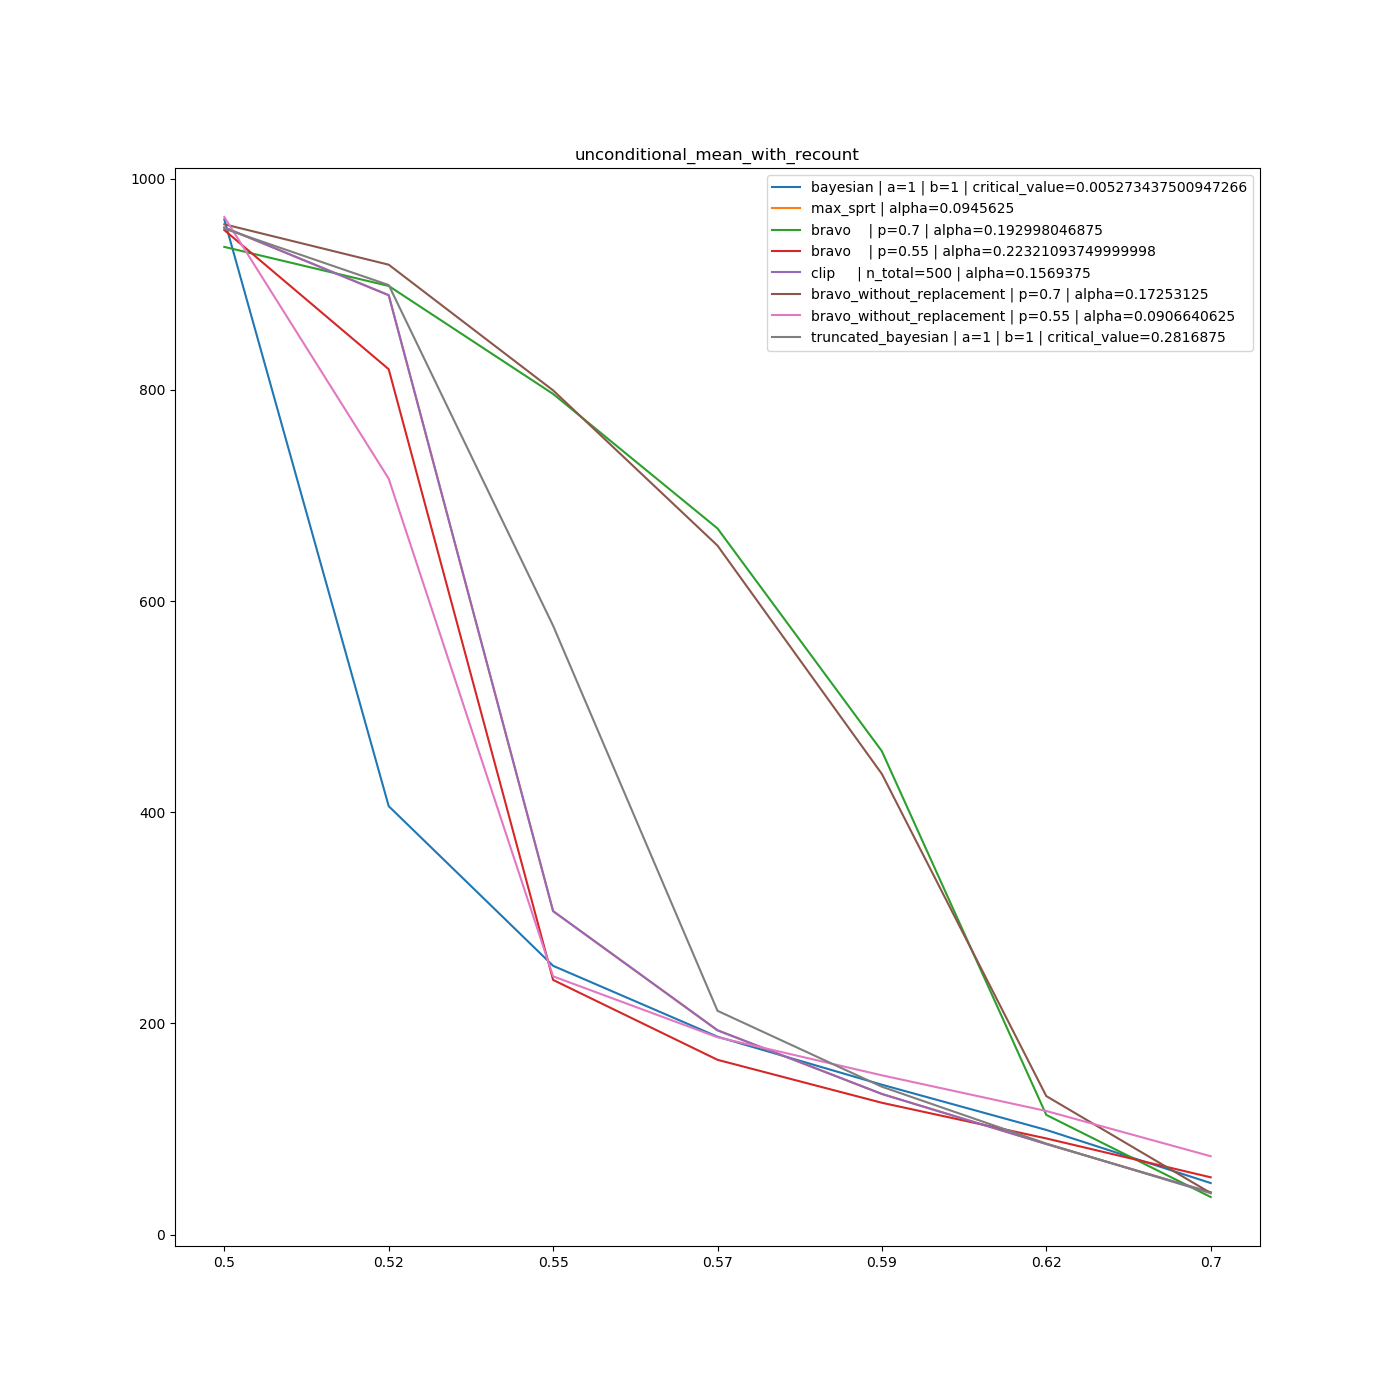 unconditional_mean_with_recount
1000
800
600
400
200
0
bayesian | a=1 | b=1 | critical_value=0.005273437500947266
max_sprt | alpha=0.0945625
bravo    | p=0.7 | alpha=0.192998046875
bravo    | p=0.55 | alpha=0.22321093749999998
clip     | n_total=500 | alpha=0.1569375
bravo_without_replacement | p=0.7 | alpha=0.17253125
bravo_without_replacement | p=0.55 | alpha=0.0906640625
truncated_bayesian | a=1 | b=1 | critical_value=0.2816875
0.5 0.52 0.55 0.57 0.59 0.62 0.7